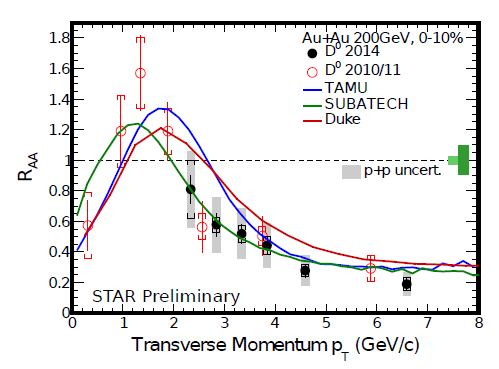 Au+Au 200GeV, 0-10%
D⁰ 2014
D⁰ 2010/11
TAMU
SUBATECH
Duke
p+p uncert.
STAR Preliminary
R_AA
1.8
1.6
1.4
1.2
1
0.8
0.6
0.4
0.2
0
0 1 2 3 4 5 6 7 8
Transverse Momentum p_T (GeV/c)